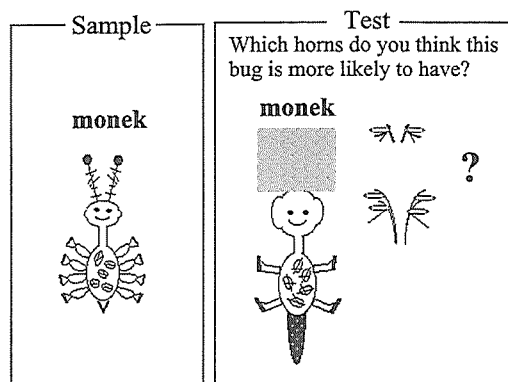 Sample
monek
Test
Which horns do you think this
bug is more likely to have?
monek
?